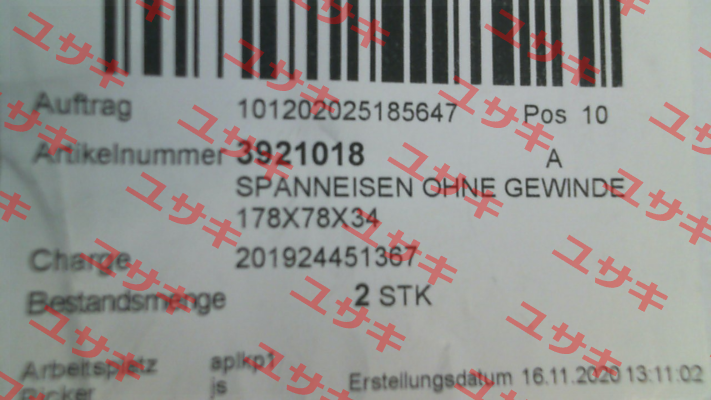 Auftrag 101202025185647 Pos 10
Artikelnummer 3921018 A
SPANNEISEN OHNE GEWINDE
178X78X34
Charge 201924451367
Bestandsmenge 2 STK
Arbeitsplatz aplkp1
Picker js Erstellungsdatum 16.11.2020 13:11:02
ユサキ